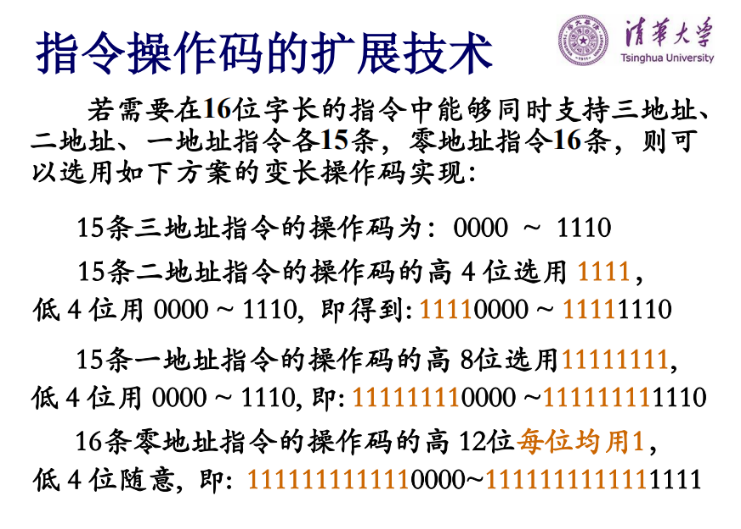 指令操作码的扩展技术
清华大学
Tsinghua University
若需要在16位字长的指令中能够同时支持三地址、
二地址、一地址指令各15条，零地址指令16条，则可
以选用如下方案的变长操作码实现：
15条三地址指令的操作码为：0000 ~ 1110
15条二地址指令的操作码的高 4 位选用 1111，
低 4 位用 0000 ~ 1110, 即得到: 11110000 ~ 11111110
15条一地址指令的操作码的高 8位选用11111111,
低 4 位用 0000 ~ 1110, 即: 111111110000 ~111111111110
16条零地址指令的操作码的高 12位每位均用1，
低 4 位随意, 即: 1111111111110000~1111111111111111